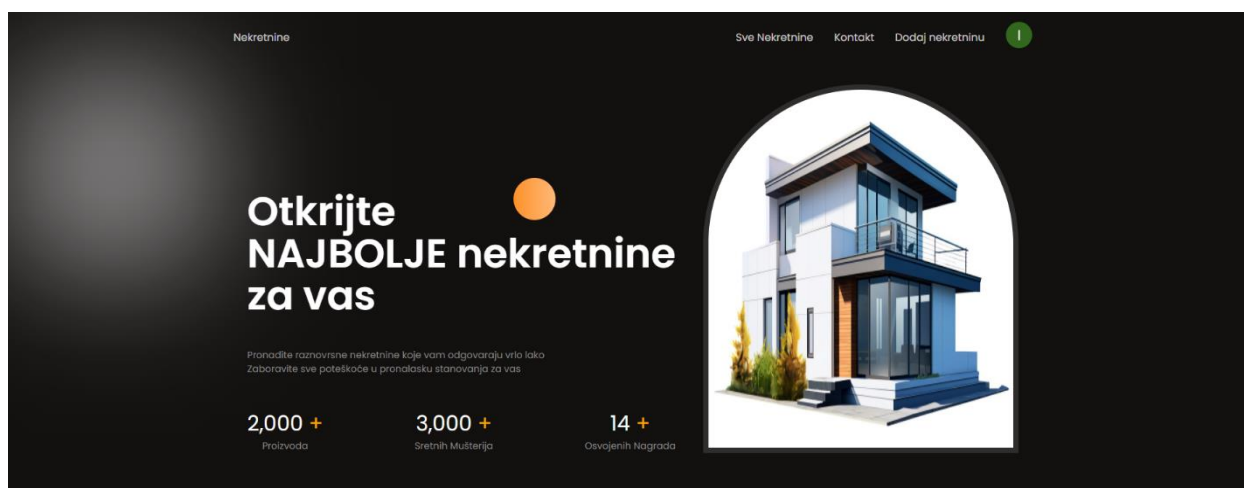 Nekretnine
Sve Nekretnine Kontakt Dodaj nekretninu I
Otkrijte
NAJBOLJE nekretnine
za vas
Pronađite raznovrsne nekretnine koje vam odgovaraju vrlo lako
Zaboravite sve poteškoće u pronalasku stanovanja za vas
2,000 + 3,000 + 14 +
Proizvoda Sretnih Mušterija Osvojenih Nagrada